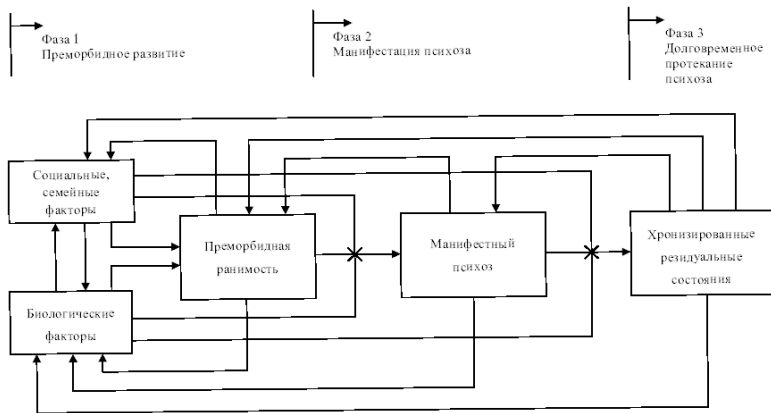 Фаза 1
Преморбидное развитие
Фаза 2
Манифестация психоза
Фаза 3
Долговременное
протекание
психоза
Социальные,
семейные
факторы
Преморбидная
ранимость
Манифестный
психоз
Хронизированные
резидуальные
состояния
Биологические
факторы